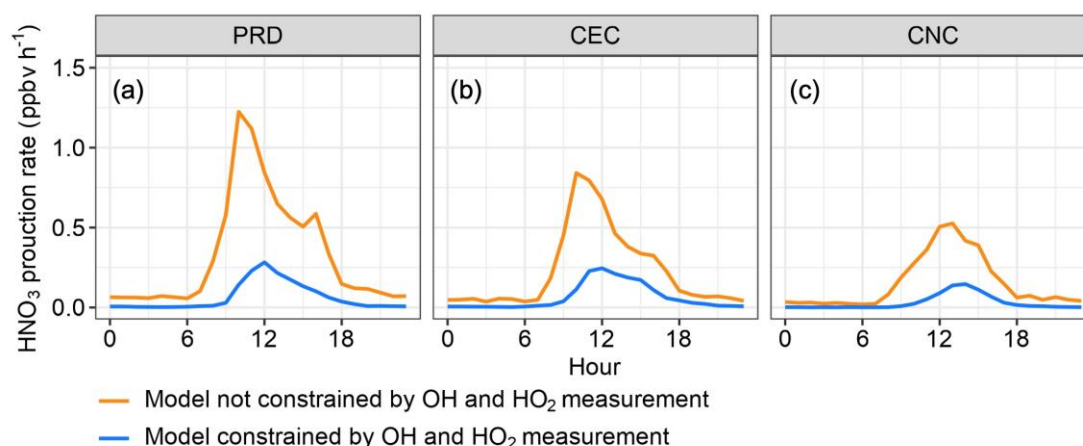 PRD CEC CNC
HNO₃ proution rate (ppbv h⁻¹)
1.5
1.0
0.5
0.0
(a) (b) (c)
0 6 12 18 0 6 12 18 0 6 12 18
Hour
Model not constrained by OH and HO₂ measurement
Model constrained by OH and HO₂ measurement